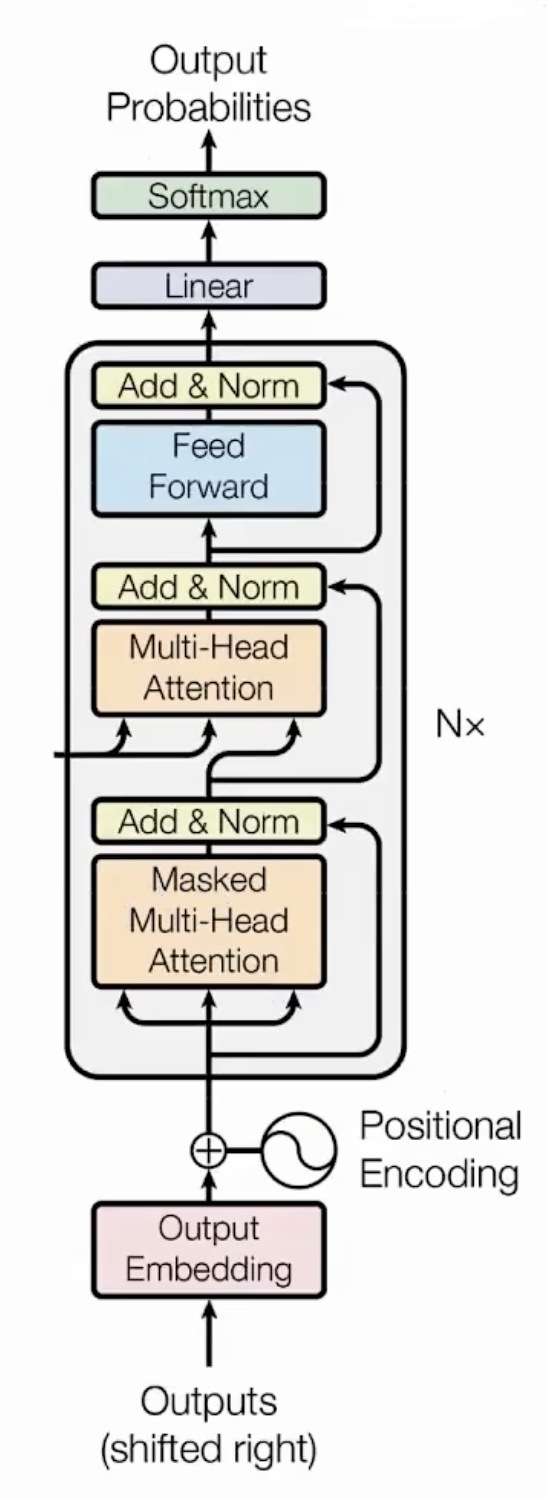 Output
Probabilities
Softmax
Linear
Add & Norm
Feed
Forward
Add & Norm
Multi-Head
Attention
N×
Add & Norm
Masked
Multi-Head
Attention
Positional
Encoding
Output
Embedding
Outputs
(shifted right)